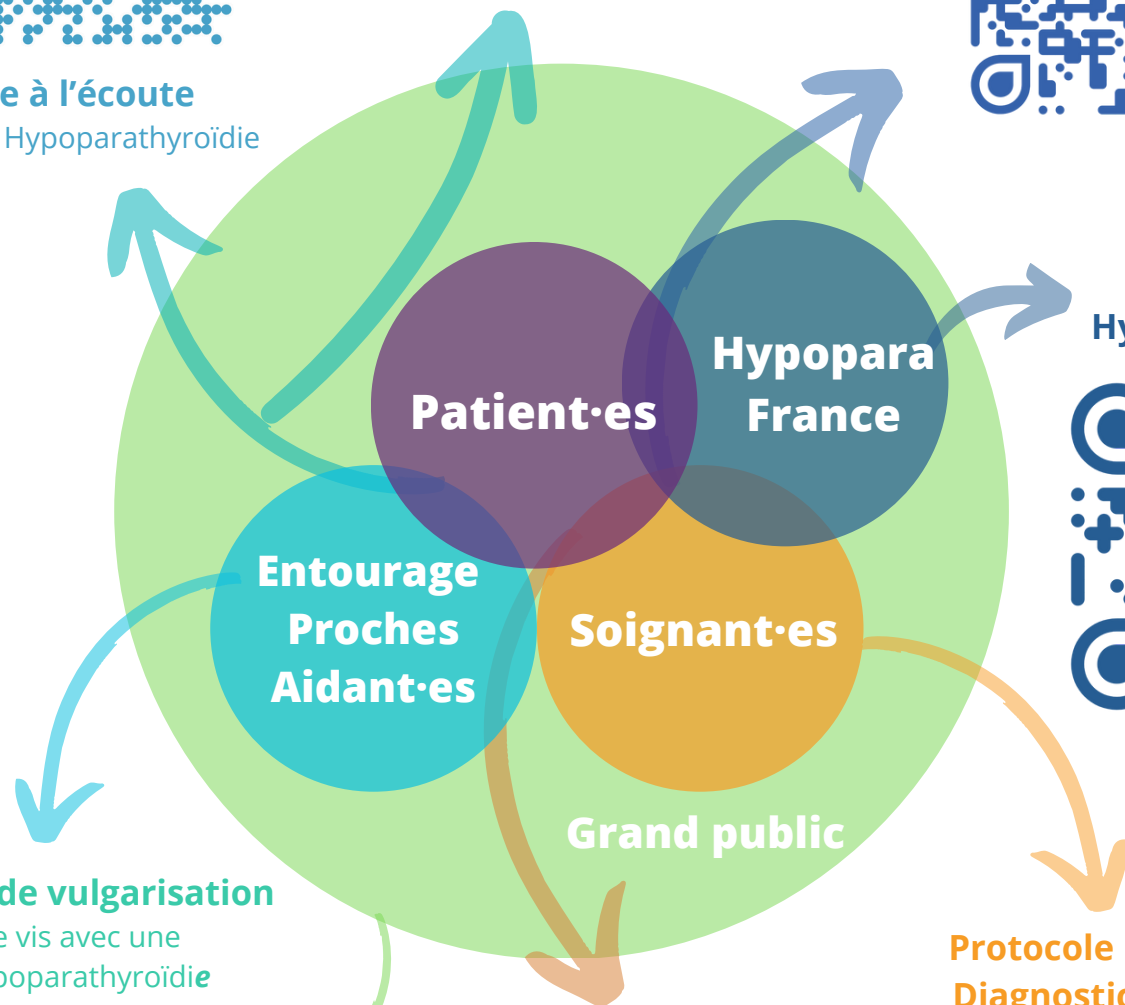 e à l'écoute
Hypoparathyroïdie
Hypopara
France
Patient·es
Entourage
Proches
Aidant·es
Soignant·es
Grand public
de vulgarisation
vis avec une
poparathyroïdie
Protocole
Diagnostic